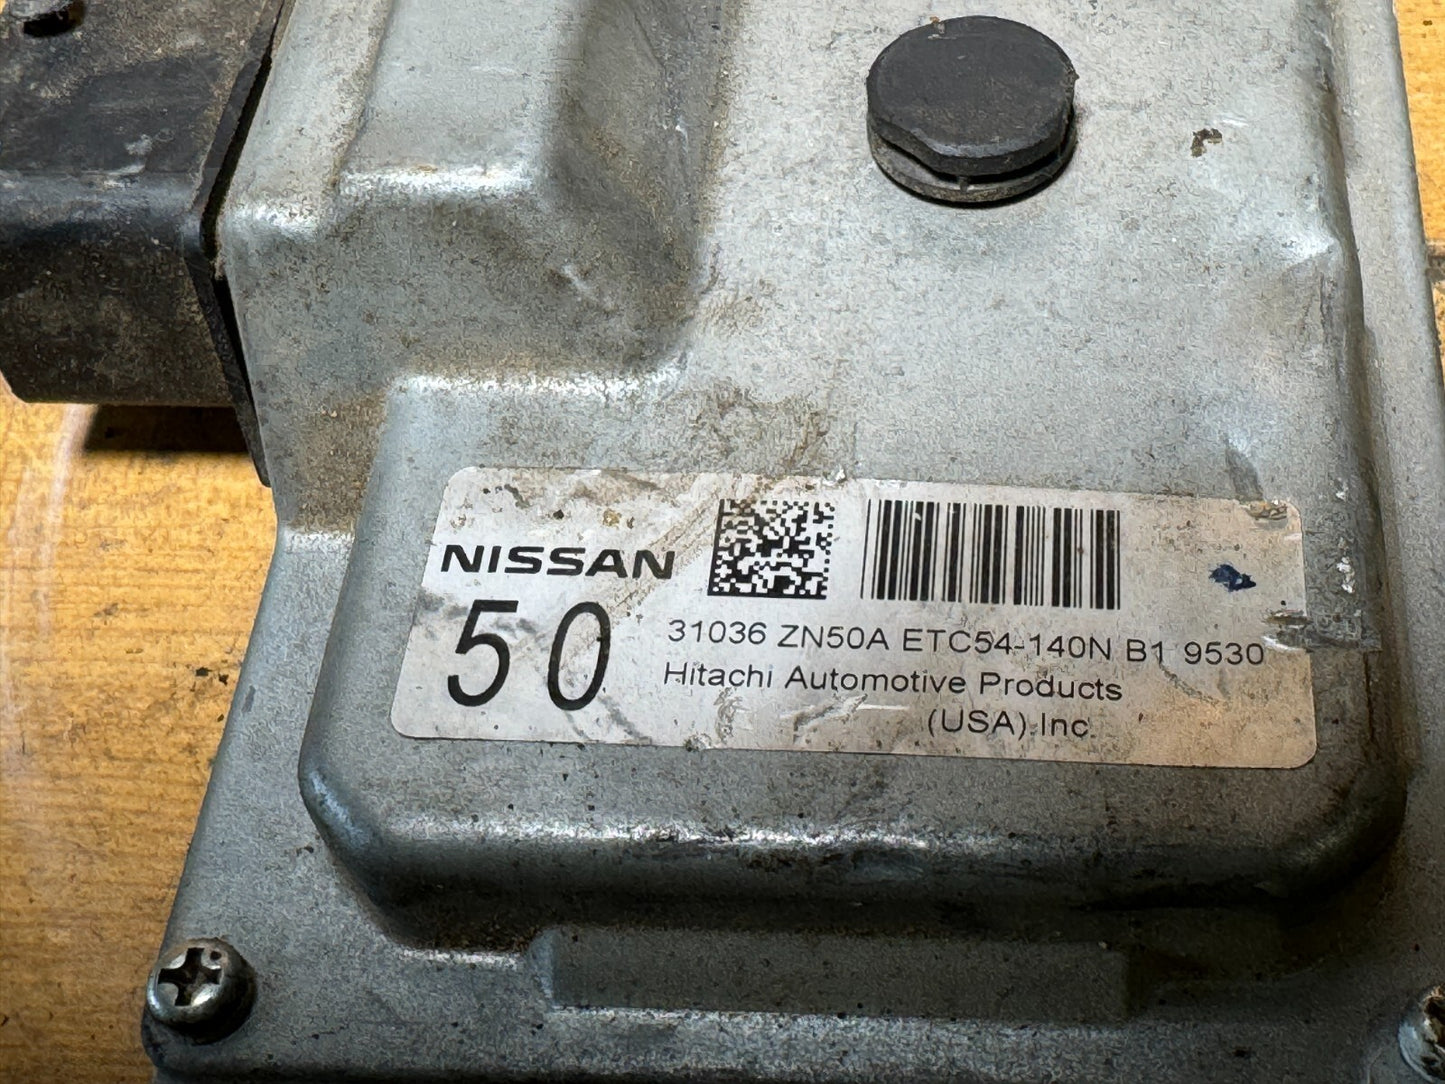 NISSAN
50
31036 ZN50A ETC54-140N B1 9530
Hitachi Automotive Products
(USA) Inc.